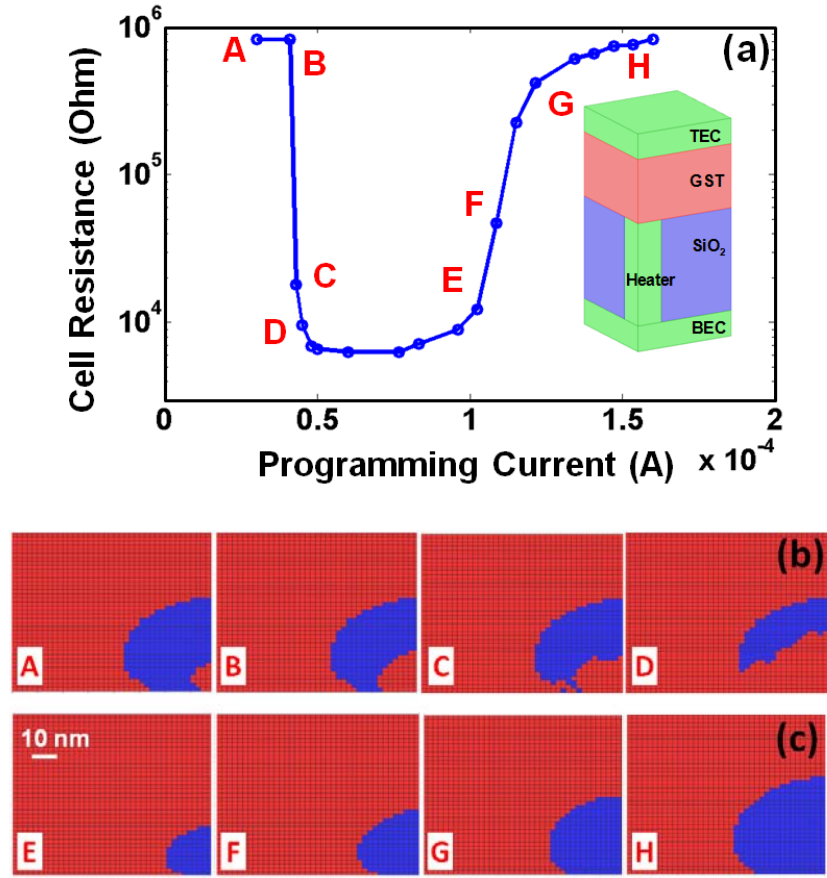 10⁶
A
B
H
(a)
G
TEC
GST
SiO₂
Heater
BEC
10⁵
F
E
C
D
10⁴
Cell Resistance (Ohm)
0
0.5
1
1.5
2
Programming Current (A)
x 10⁻⁴
(b)
A
B
C
D
10 nm
(c)
E
F
G
H